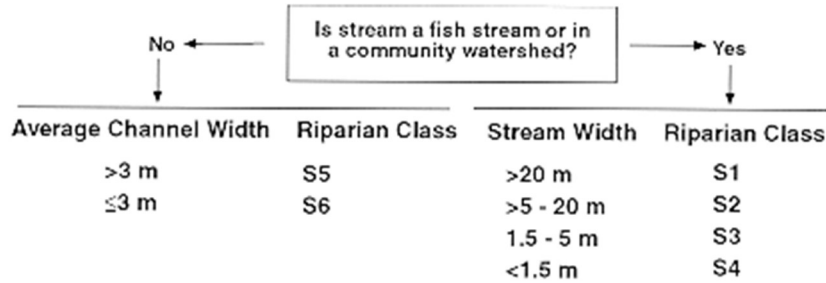 Is stream a fish stream or in
a community watershed?
No
Yes
Average Channel Width Riparian Class
>3 m S5
≤3 m S6
Stream Width Riparian Class
>20 m S1
>5 - 20 m S2
1.5 - 5 m S3
<1.5 m S4